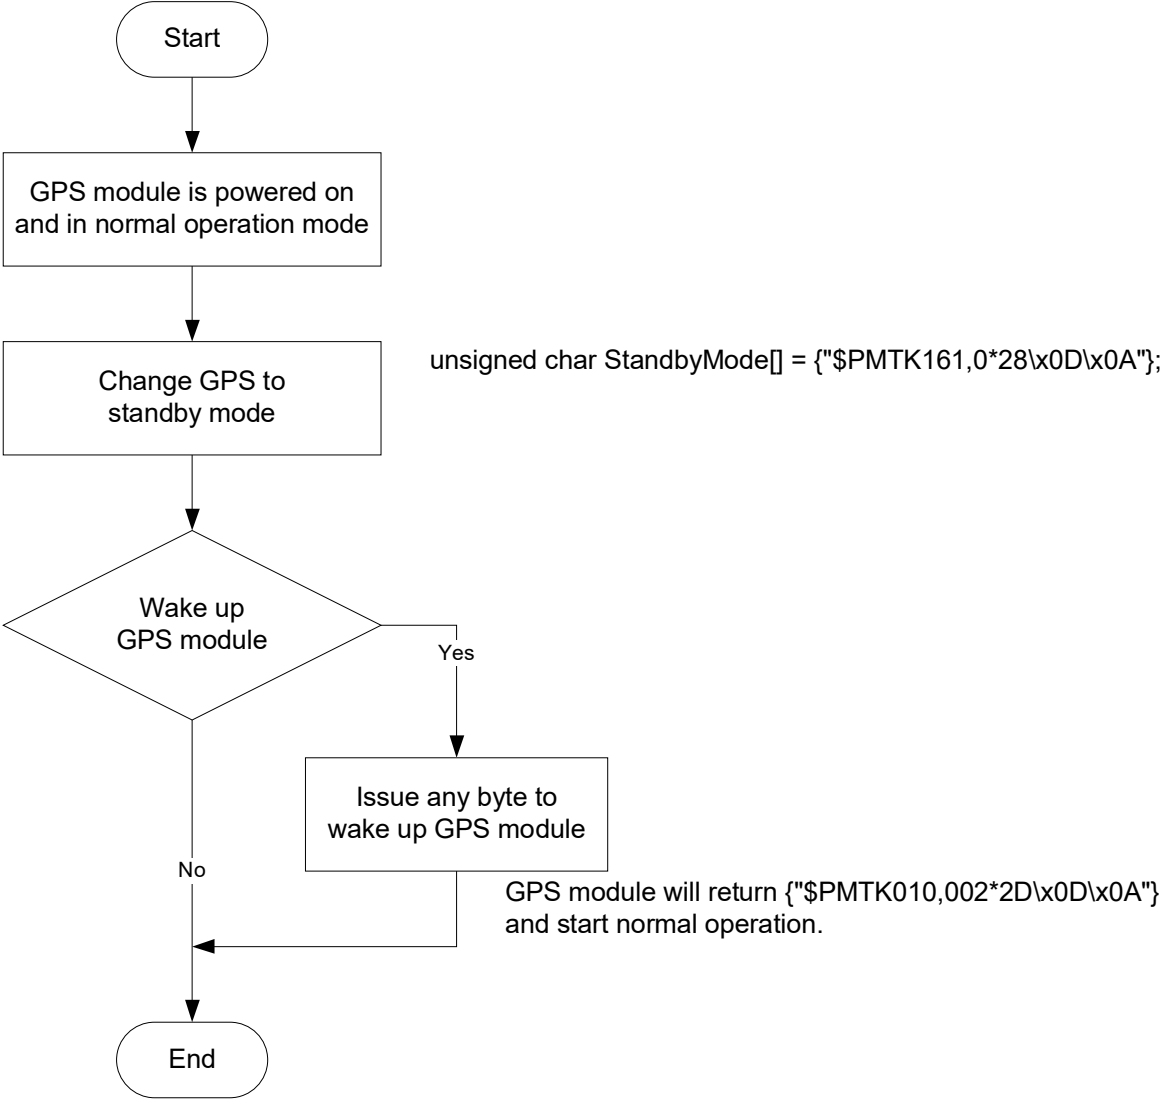 Start
GPS module is powered on
and in normal operation mode
Change GPS to
standby mode
unsigned char StandbyMode[] = {"$PMTK161,0*28\x0D\x0A"};
Wake up
GPS module
Yes
Issue any byte to
wake up GPS module
No
GPS module will return {"$PMTK010,002*2D\x0D\x0A"}
and start normal operation.
End